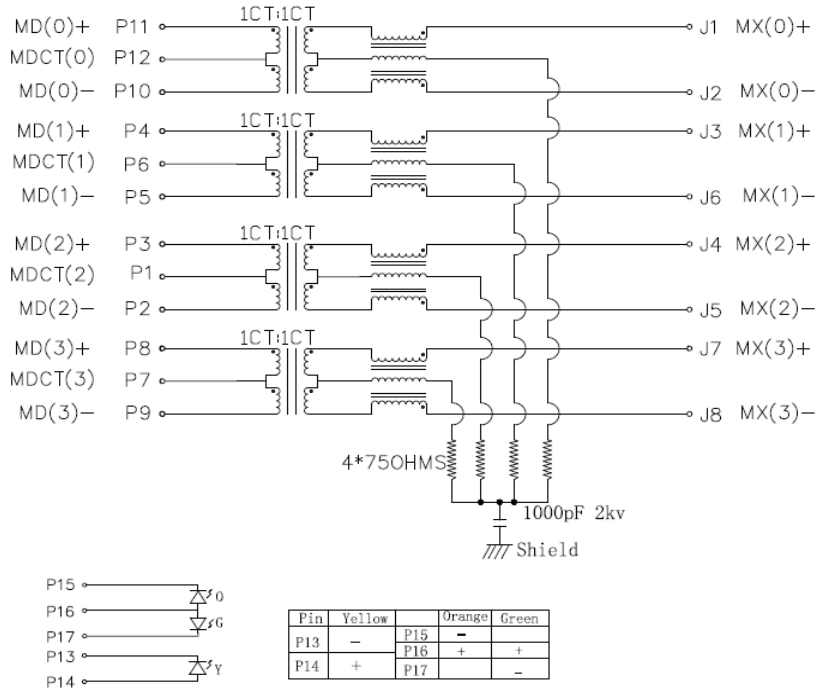 1CT:1CT
MD(0)+ P11 J1 MX(0)+
MDCT(0) P12
MD(0)- P10 J2 MX(0)-
1CT:1CT
MD(1)+ P4 J3 MX(1)+
MDCT(1) P6
MD(1)- P5 J6 MX(1)-
1CT:1CT
MD(2)+ P3 J4 MX(2)+
MDCT(2) P1
MD(2)- P2 J5 MX(2)-
1CT:1CT
MD(3)+ P8 J7 MX(3)+
MDCT(3) P7
MD(3)- P9 J8 MX(3)-
4*75OHMS
1000pF 2kv
Shield
P15
O
P16
G
P17
P13
Y
P14
Pin Yellow Orange Green
P13 - P15 -
P16 + +
P14 + P17 -